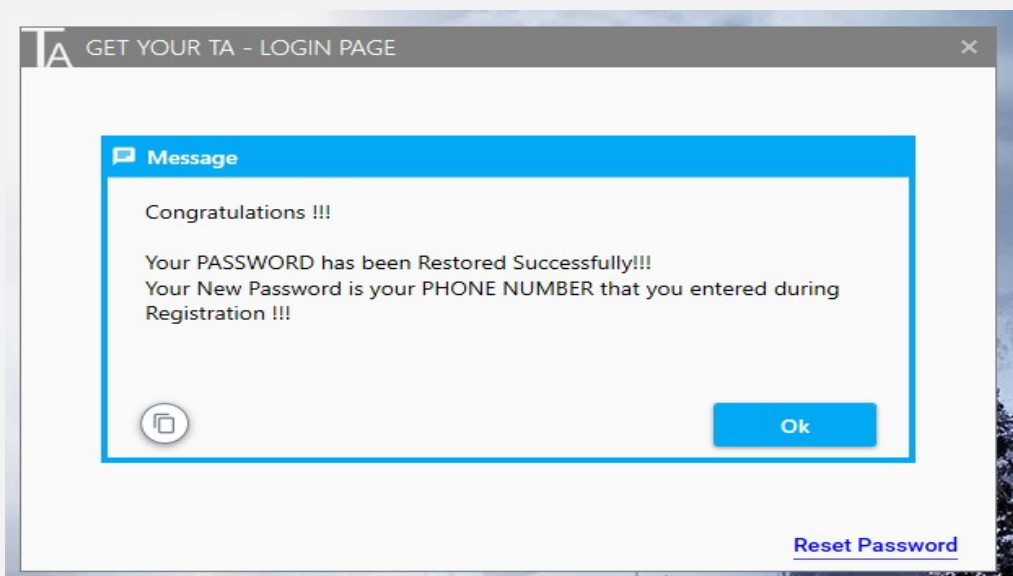 TA GET YOUR TA - LOGIN PAGE
Message
Congratulations !!!
Your PASSWORD has been Restored Successfully!!!
Your New Password is your PHONE NUMBER that you entered during
Registration !!!
Ok
Reset Password